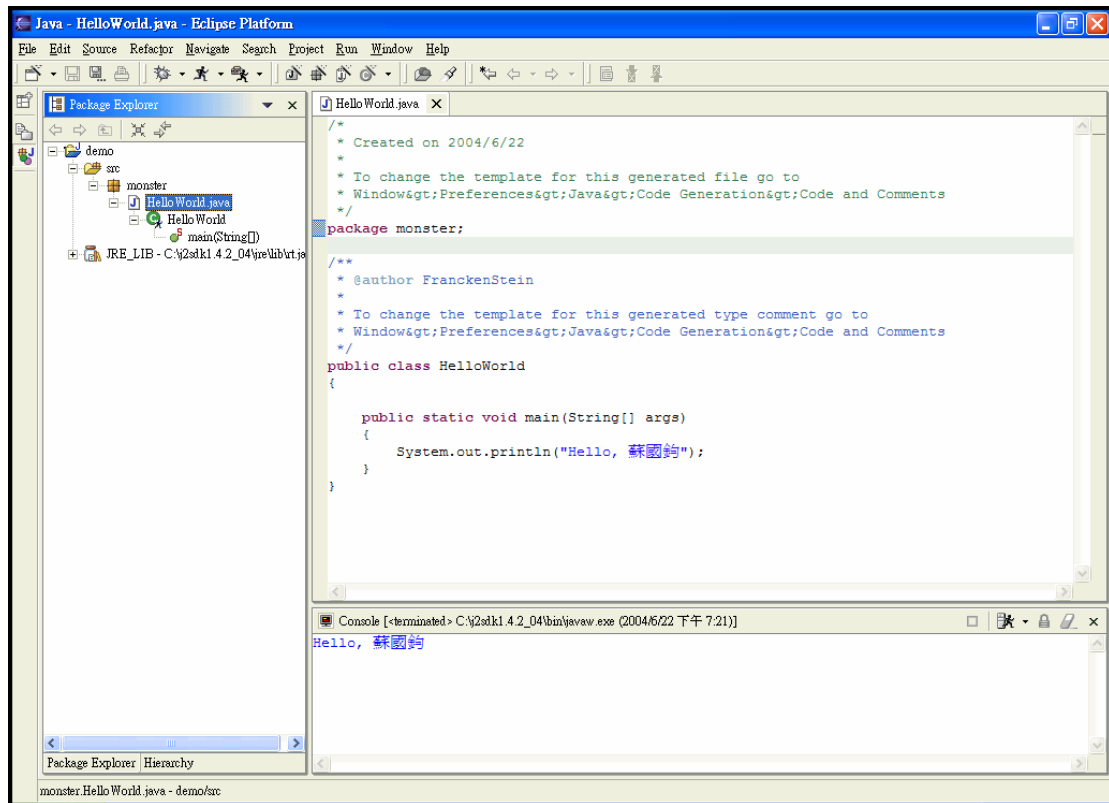 Java - HelloWorld.java - Eclipse Platform
File Edit Source Refactor Navigate Search Project Run Window Help
Package Explorer
demo
src
monster
HelloWorld.java
HelloWorld
main(String[])
JRE_LIB - C:\j2sdk1.4.2_04\jre\lib\rt.ja
Package Explorer Hierarchy
HelloWorld.java
/*
* Created on 2004/6/22
*
* To change the template for this generated file go to
* Window&gt;Preferences&gt;Java&gt;Code Generation&gt;Code and Comments
*/
package monster;
/**
* @author FranckenStein
*
* To change the template for this generated type comment go to
* Window&gt;Preferences&gt;Java&gt;Code Generation&gt;Code and Comments
*/
public class HelloWorld
{
public static void main(String[] args)
{
System.out.println("Hello, 蘇國鈞");
}
}
Console [<terminated> C:\j2sdk1.4.2_04\bin\javaw.exe (2004/6/22 下午 7:21)]
Hello, 蘇國鈞
monster.HelloWorld.java - demo/src